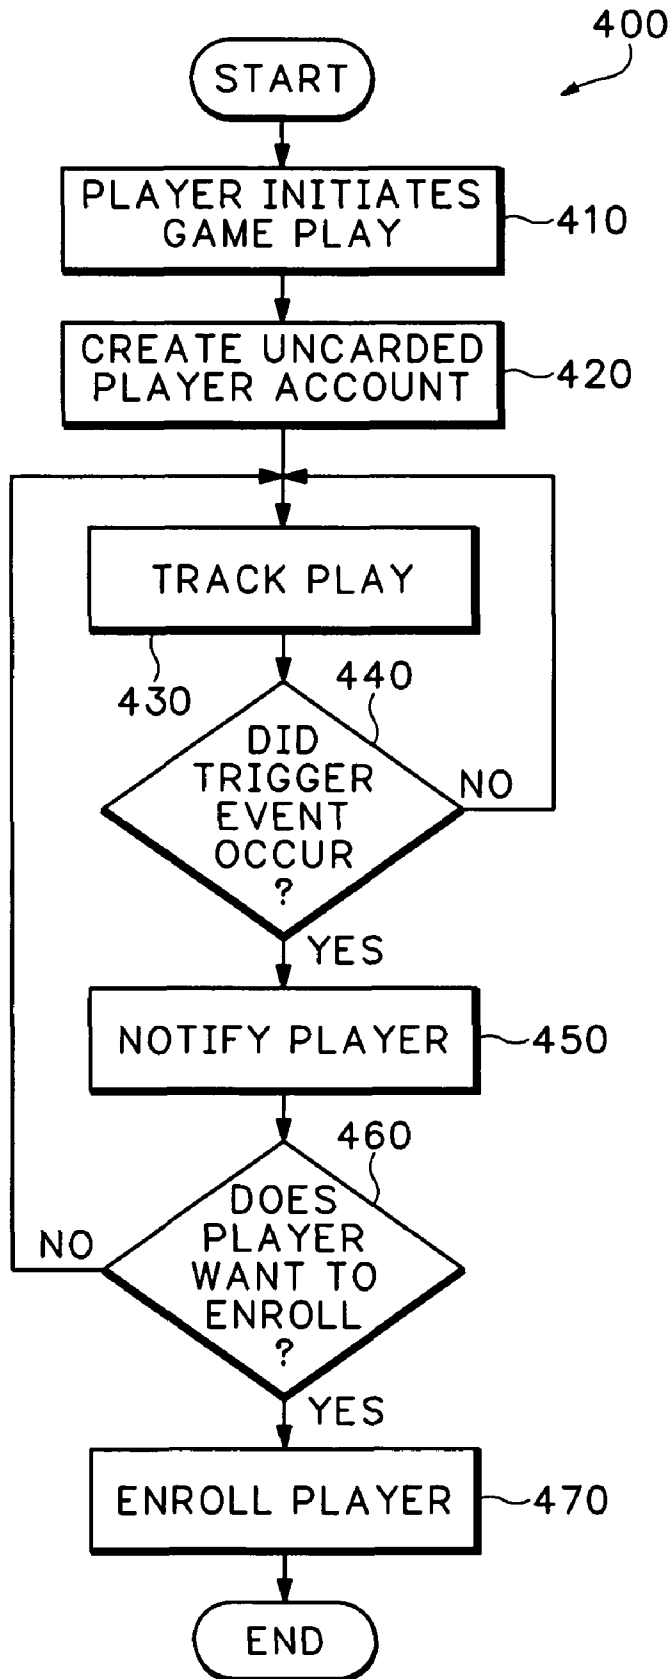 400
START
PLAYER INITIATES
GAME PLAY
410
CREATE UNCARDED
PLAYER ACCOUNT
420
TRACK PLAY
430
440
DID
TRIGGER
EVENT
OCCUR
?
NO
YES
NOTIFY PLAYER
450
460
DOES
PLAYER
WANT TO
ENROLL
?
NO
YES
ENROLL PLAYER
470
END